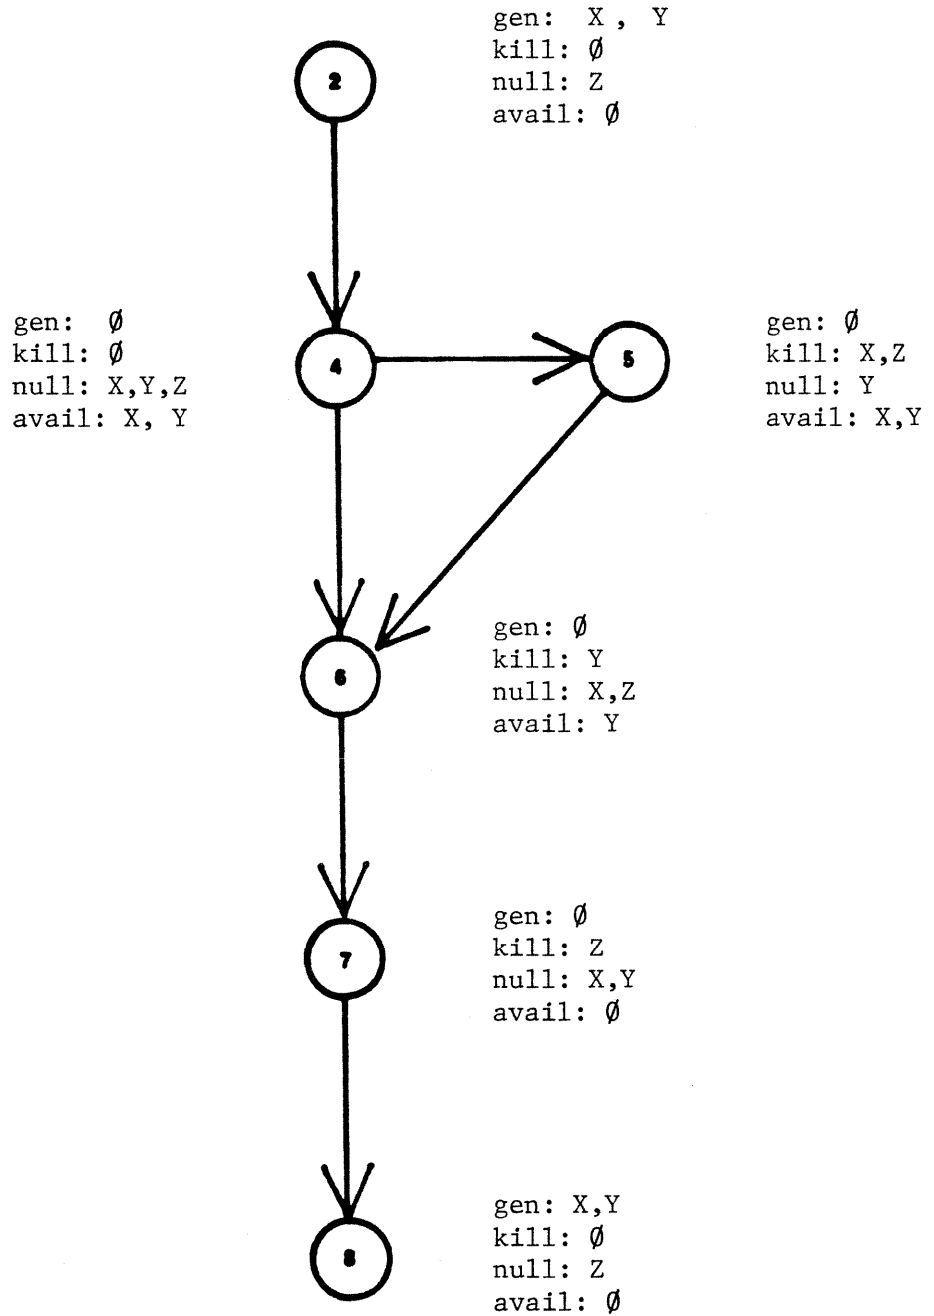 gen: X , Y
kill: Ø
null: Z
avail: Ø
2
gen: Ø
kill: Ø
null: X,Y,Z
avail: X, Y
4
5
gen: Ø
kill: X,Z
null: Y
avail: X,Y
6
gen: Ø
kill: Y
null: X,Z
avail: Y
7
gen: Ø
kill: Z
null: X,Y
avail: Ø
8
gen: X,Y
kill: Ø
null: Z
avail: Ø